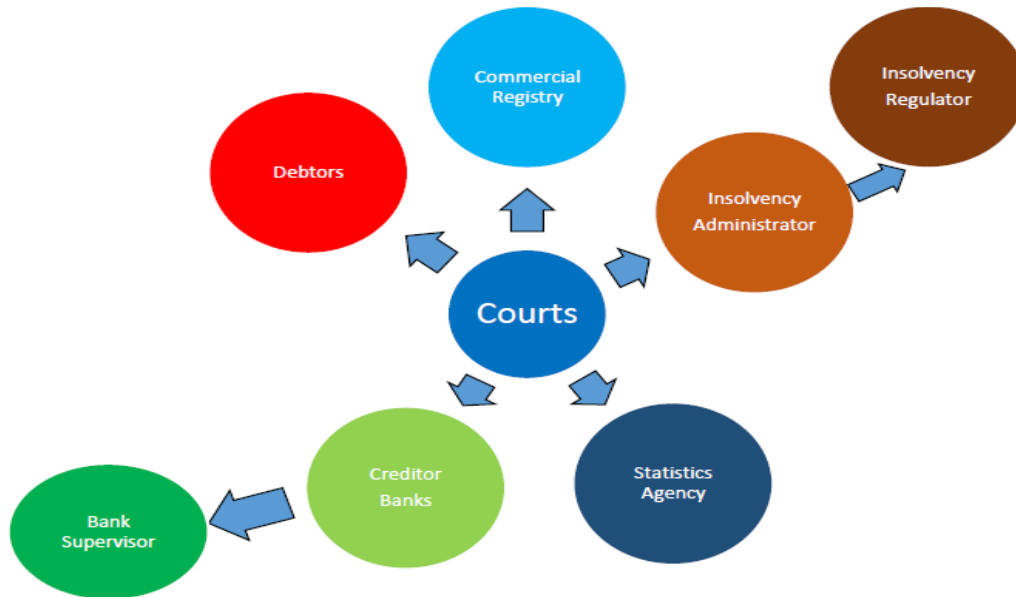 Commercial
Registry
Insolvency
Regulator
Debtors
Insolvency
Administrator
Courts
Creditor
Banks
Statistics
Agency
Bank
Supervisor